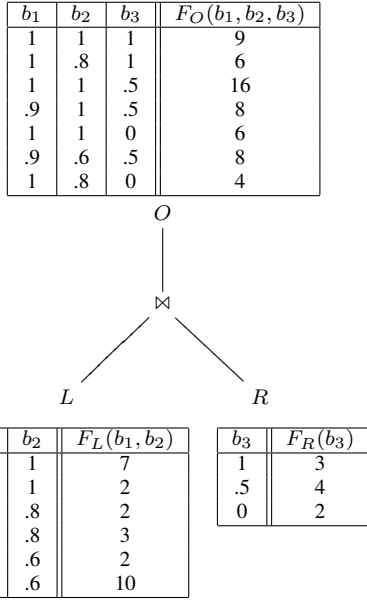 b₁ b₂ b₃ F_O(b₁, b₂, b₃)
1 1 1 9
1 .8 1 6
1 1 .5 16
.9 1 .5 8
1 1 0 6
.9 .6 .5 8
1 .8 0 4
O
⋈
L R
b₂ F_L(b₁, b₂)
1 7
1 2
.8 2
.8 3
.6 2
.6 10
b₃ F_R(b₃)
1 3
.5 4
0 2